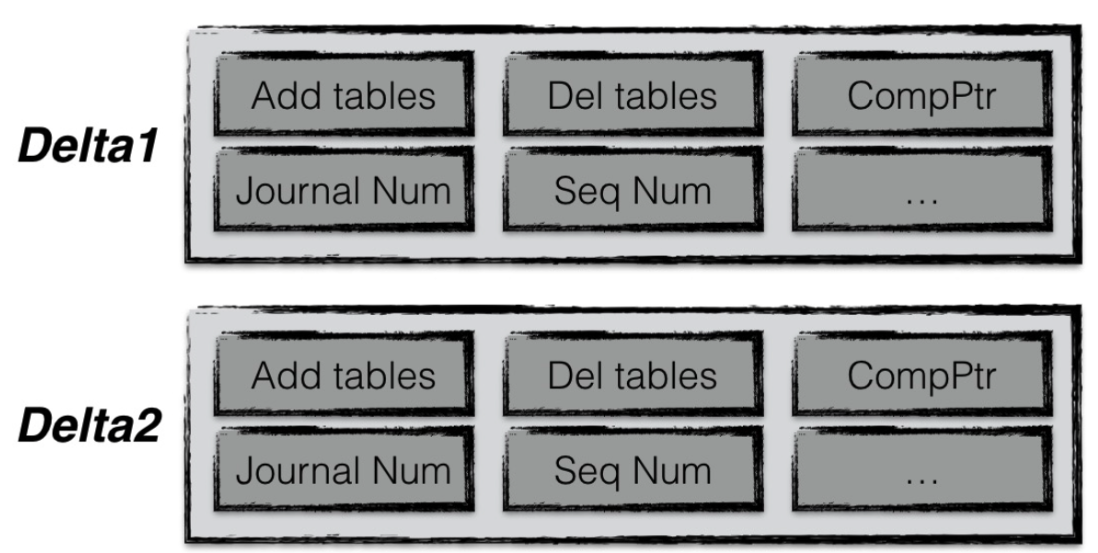 Delta1
Add tables
Del tables
CompPtr
Journal Num
Seq Num
...
Delta2
Add tables
Del tables
CompPtr
Journal Num
Seq Num
...